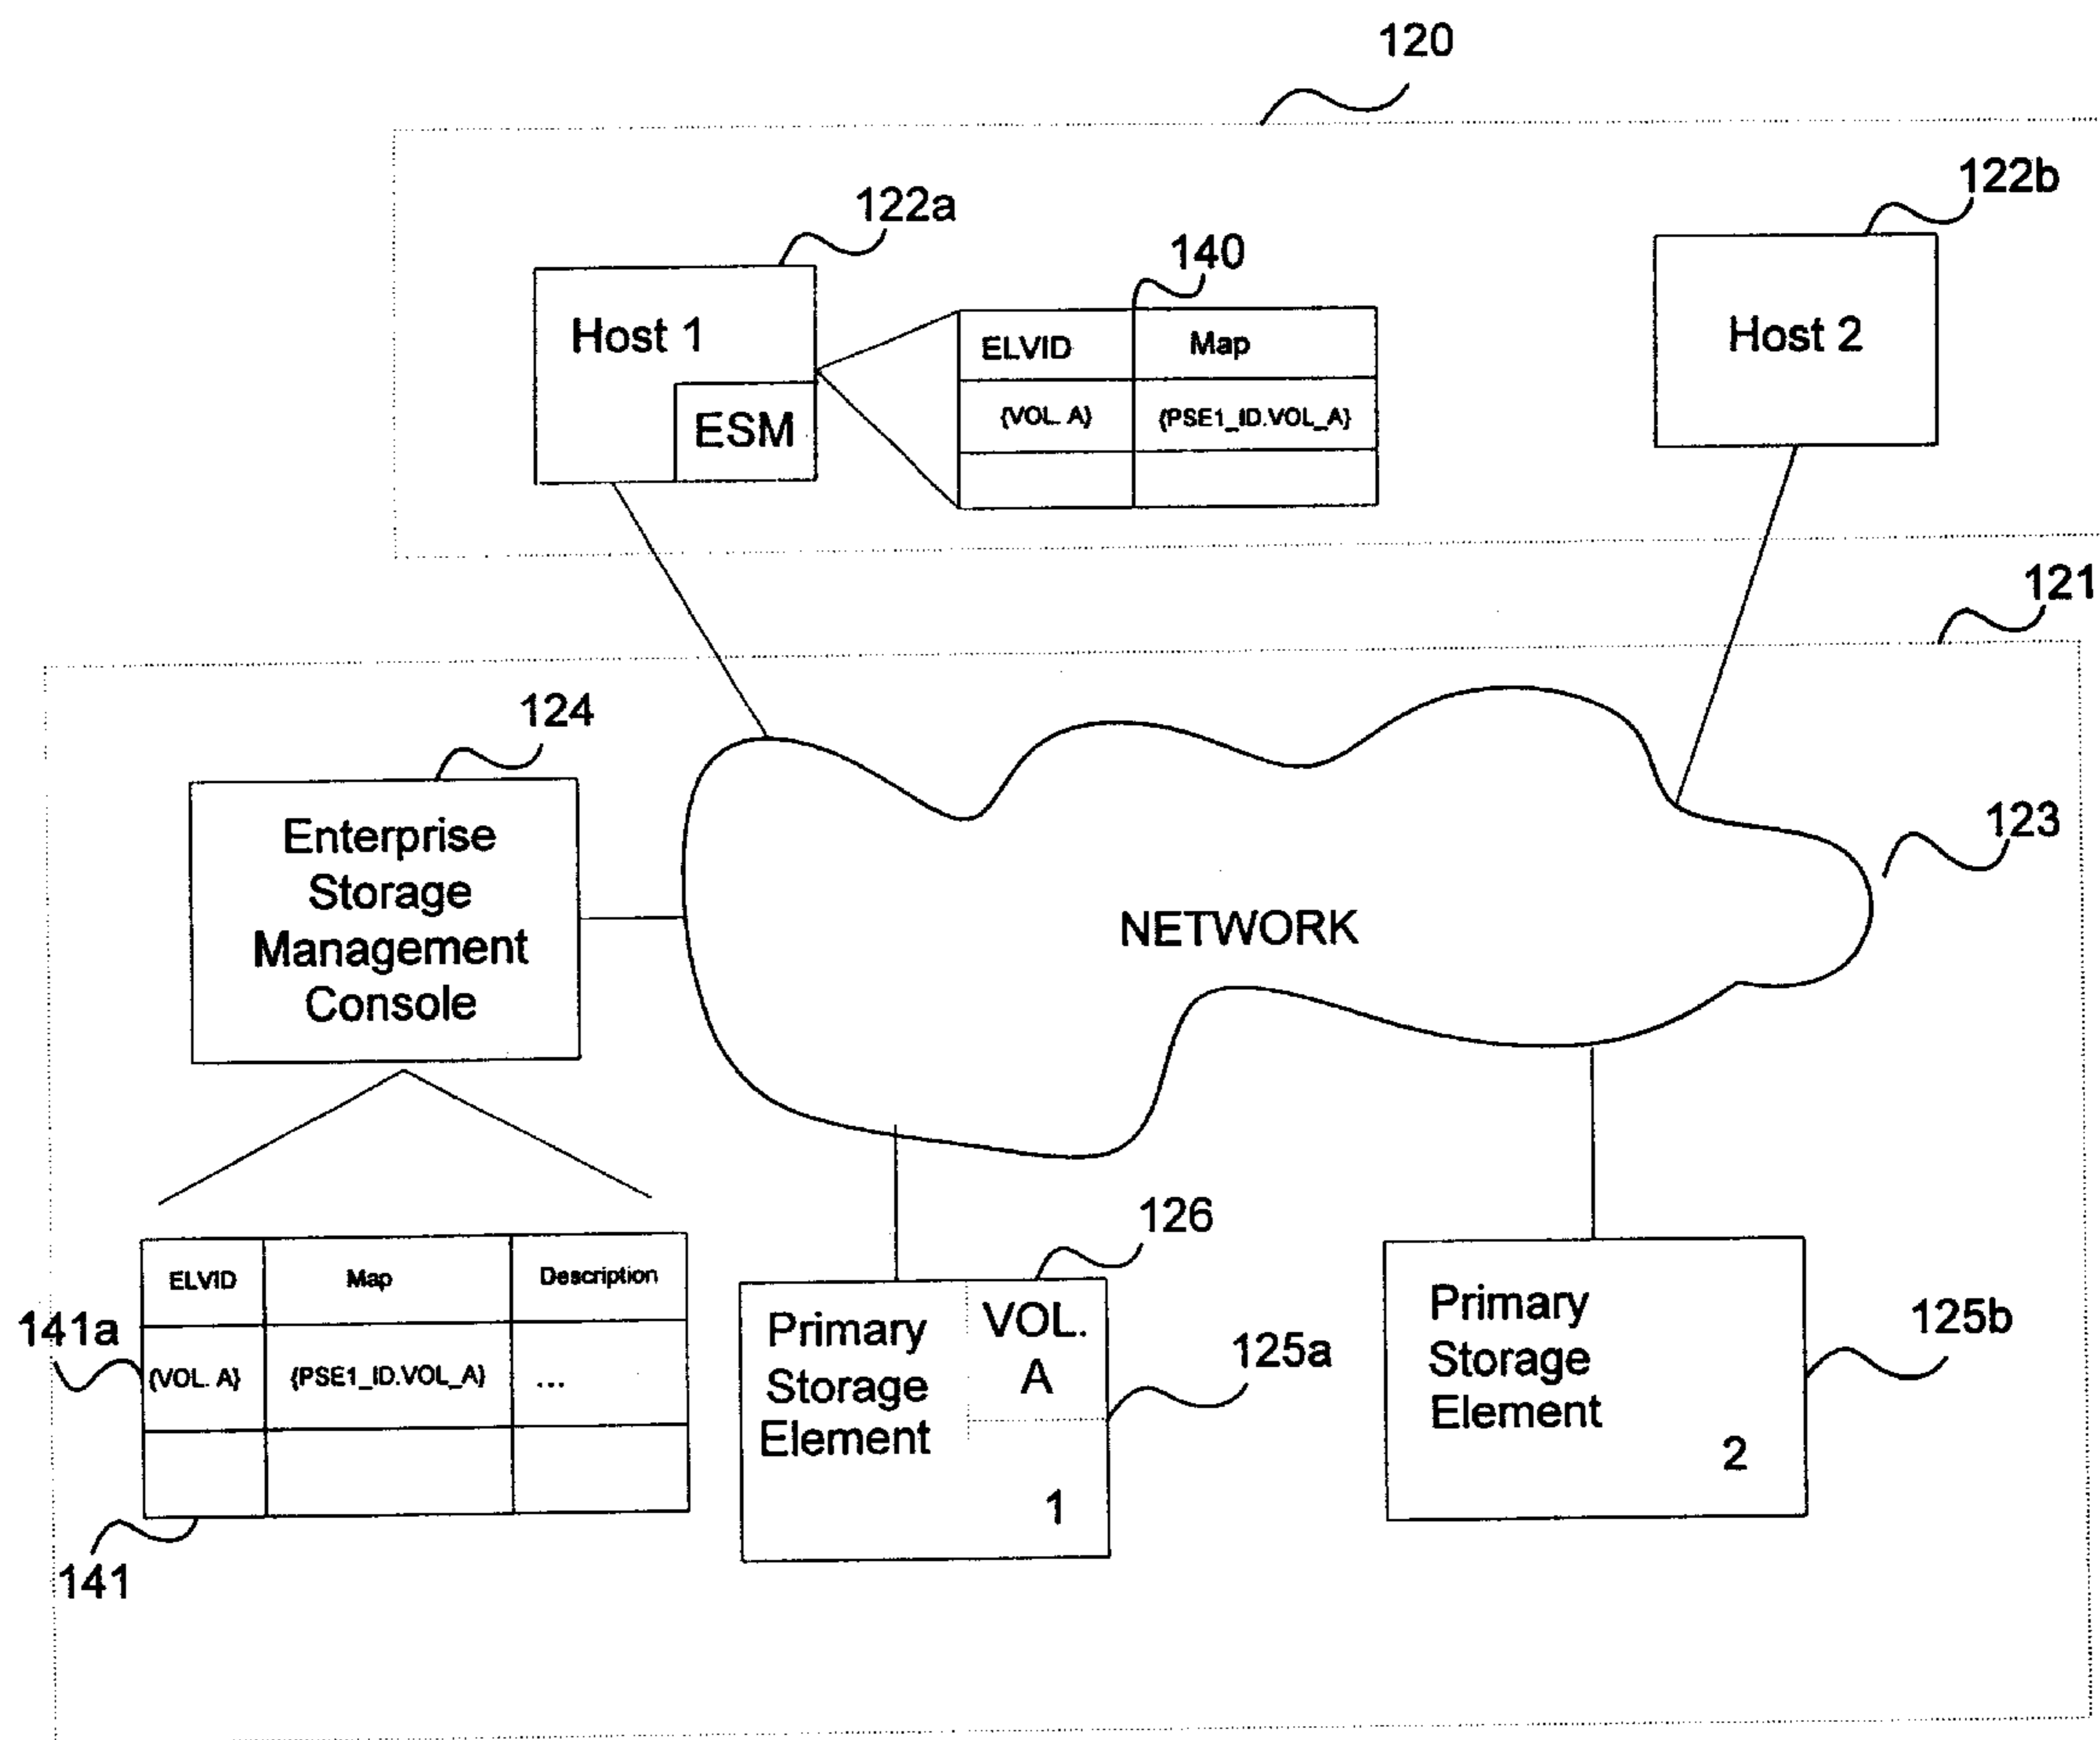 120
122a
122b
140
Host 1
ESM
ELVID Map
{VOL. A} {PSE1_ID.VOL_A}
Host 2
121
124
Enterprise
Storage
Management
Console
NETWORK
123
ELVID Map Description
141a
{VOL. A} {PSE1_ID.VOL_A} ...
141
126
Primary
Storage
Element
VOL.
A
1
125a
Primary
Storage
Element
2
125b